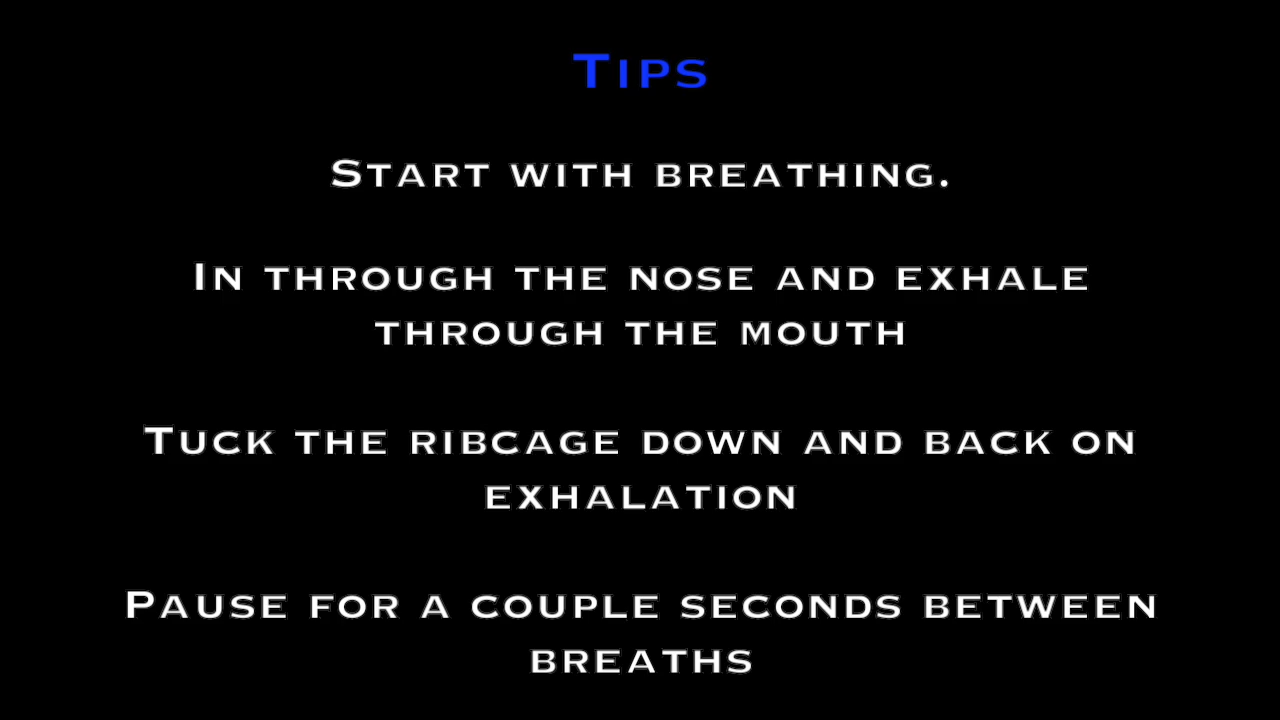 Tips
Start with breathing.
In through the nose and exhale
through the mouth
Tuck the ribcage down and back on
exhalation
Pause for a couple seconds between
breaths